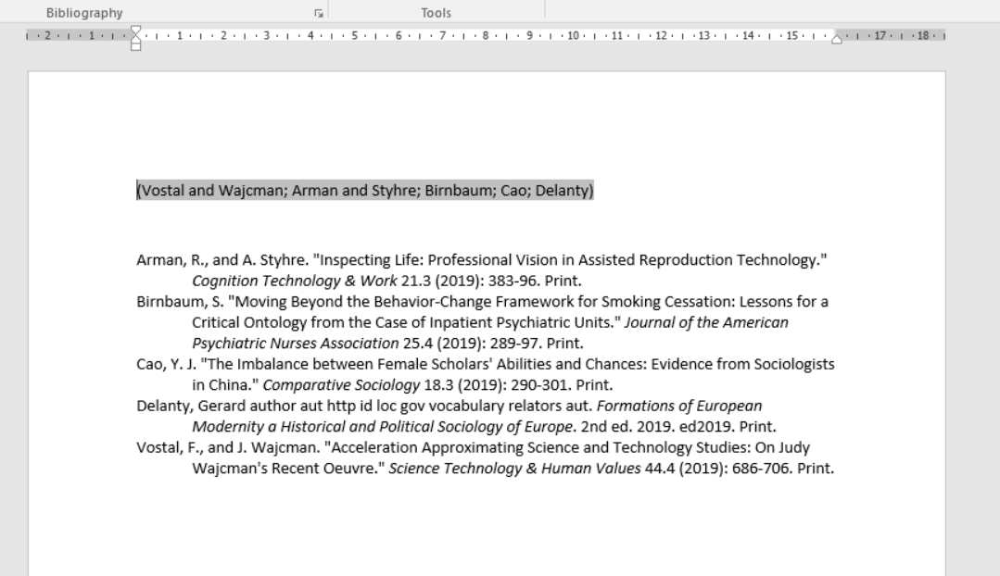 Bibliography Tools
2 1 1 2 3 4 5 6 7 8 9 10 11 12 13 14 15 17 18
(Vostal and Wajcman; Arman and Styhre; Birnbaum; Cao; Delanty)
Arman, R., and A. Styhre. "Inspecting Life: Professional Vision in Assisted Reproduction Technology."
Cognition Technology & Work 21.3 (2019): 383-96. Print.
Birnbaum, S. "Moving Beyond the Behavior-Change Framework for Smoking Cessation: Lessons for a
Critical Ontology from the Case of Inpatient Psychiatric Units." Journal of the American
Psychiatric Nurses Association 25.4 (2019): 289-97. Print.
Cao, Y. J. "The Imbalance between Female Scholars' Abilities and Chances: Evidence from Sociologists
in China." Comparative Sociology 18.3 (2019): 290-301. Print.
Delanty, Gerard author aut http id loc gov vocabulary relators aut. Formations of European
Modernity a Historical and Political Sociology of Europe. 2nd ed. 2019. ed2019. Print.
Vostal, F., and J. Wajcman. "Acceleration Approximating Science and Technology Studies: On Judy
Wajcman's Recent Oeuvre." Science Technology & Human Values 44.4 (2019): 686-706. Print.